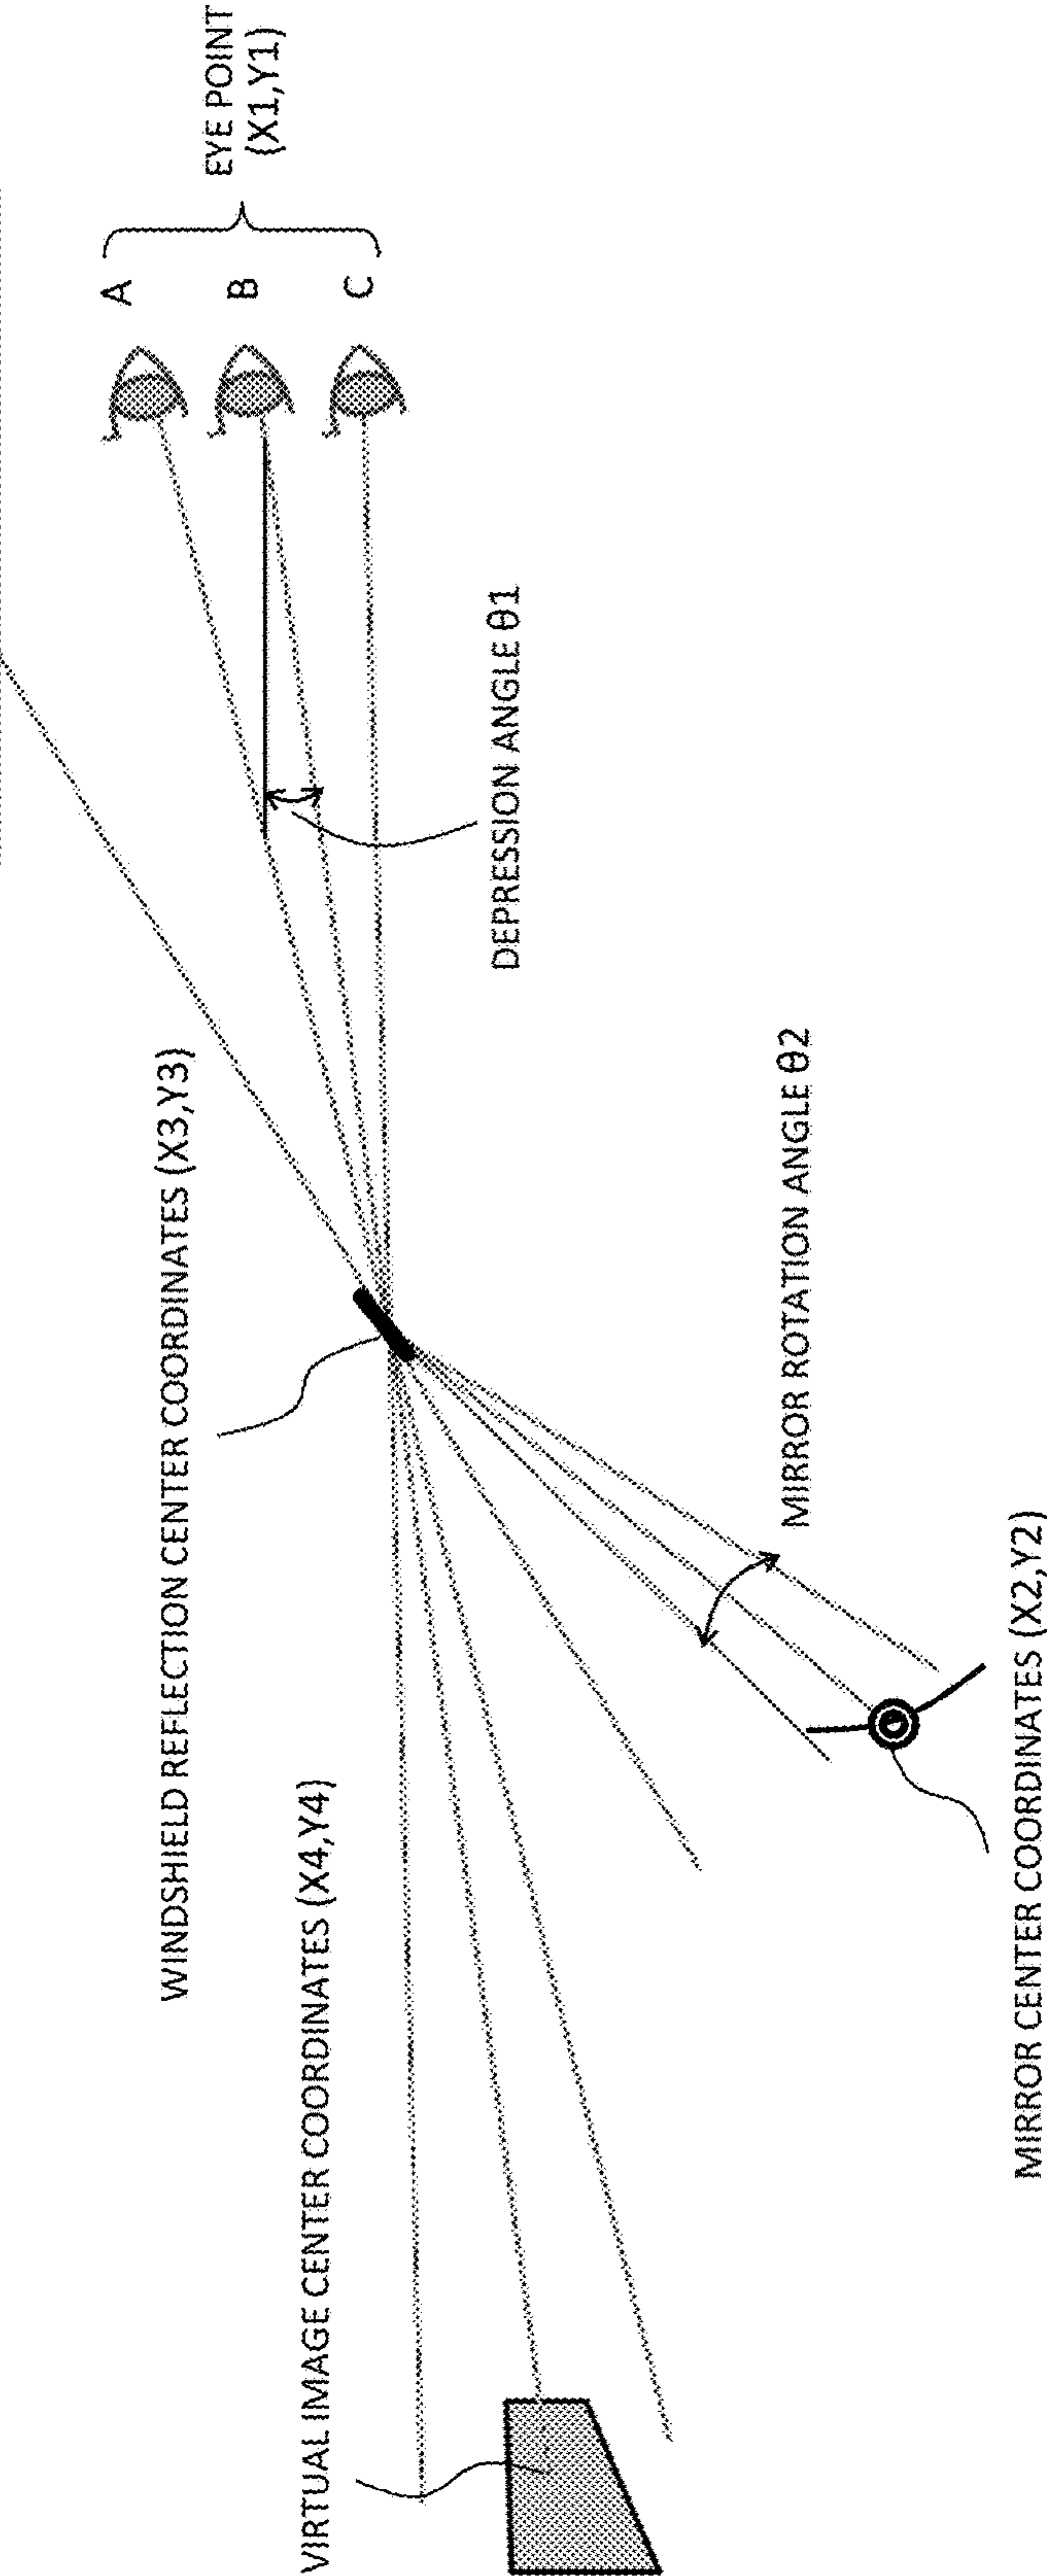 EYE POINT
(X1,Y1)
A
B
C
DEPRESSION ANGLE θ1
WINDSHIELD REFLECTION CENTER COORDINATES (X3,Y3)
MIRROR ROTATION ANGLE θ2
VIRTUAL IMAGE CENTER COORDINATES (X4,Y4)
MIRROR CENTER COORDINATES (X2,Y2)